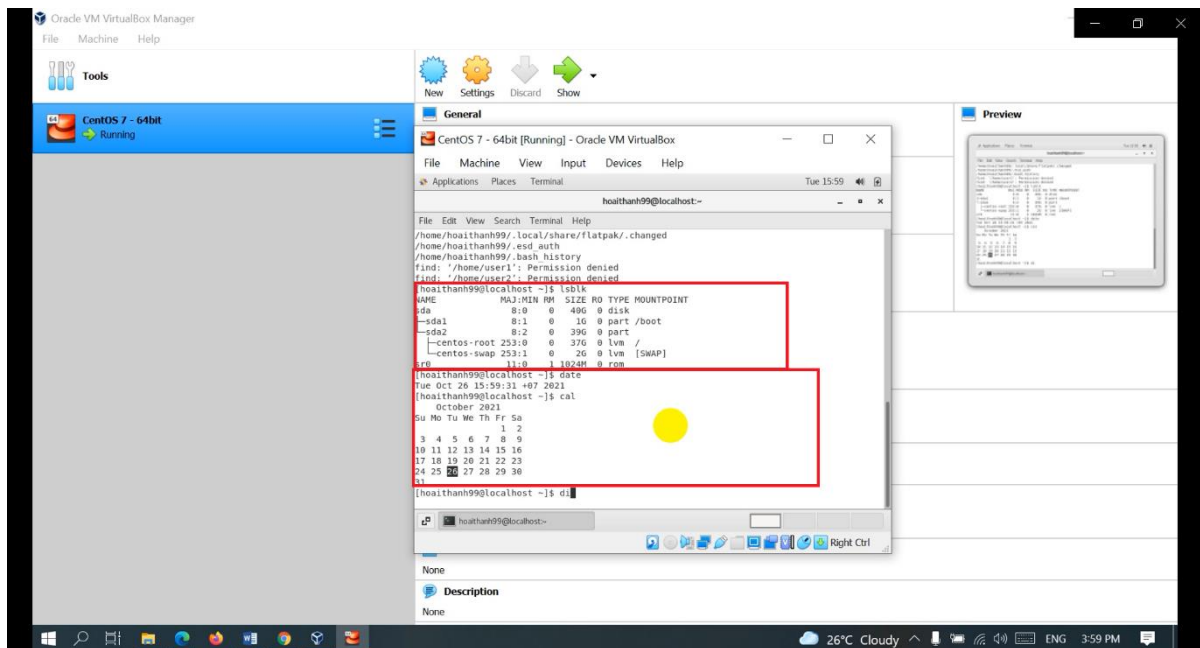 Oracle VM VirtualBox Manager
File Machine Help
Tools
New Settings Discard Show
CentOS 7 - 64bit
Running
General
Preview
CentOS 7 - 64bit [Running] - Oracle VM VirtualBox
File Machine View Input Devices Help
Applications Places Terminal Tue 15:59
hoaithanh99@localhost:~
File Edit View Search Terminal Help
/home/hoaithanh99/.local/share/flatpak/.changed
/home/hoaithanh99/.esd_auth
/home/hoaithanh99/.bash_history
find: '/home/user1': Permission denied
find: '/home/user2': Permission denied
[hoaithanh99@localhost ~]$ lsblk
NAME MAJ:MIN RM SIZE RO TYPE MOUNTPOINT
sda 8:0 0 40G 0 disk
├─sda1 8:1 0 1G 0 part /boot
└─sda2 8:2 0 39G 0 part
├─centos-root 253:0 0 37G 0 lvm /
└─centos-swap 253:1 0 2G 0 lvm [SWAP]
sr0 11:0 1 1024M 0 rom
[hoaithanh99@localhost ~]$ date
Tue Oct 26 15:59:31 +07 2021
[hoaithanh99@localhost ~]$ cal
October 2021
Su Mo Tu We Th Fr Sa
1 2
3 4 5 6 7 8 9
10 11 12 13 14 15 16
17 18 19 20 21 22 23
24 25 26 27 28 29 30
31
[hoaithanh99@localhost ~]$ di
hoaithanh99@localhost:~
Right Ctrl
None
Description
None
26°C Cloudy ENG 3:59 PM